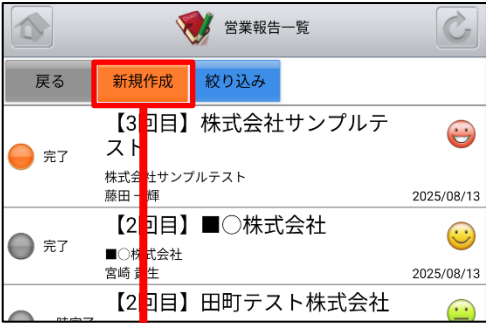 営業報告一覧
戻る
新規作成
絞り込み
【3回目】株式会社サンプルテ
スト
完了
株式会社サンプルテスト
藤田一輝
2025/08/13
【2回目】■○株式会社
完了
■○株式会社
宮崎
生
2025/08/13
【2回目】田町テスト株式会社